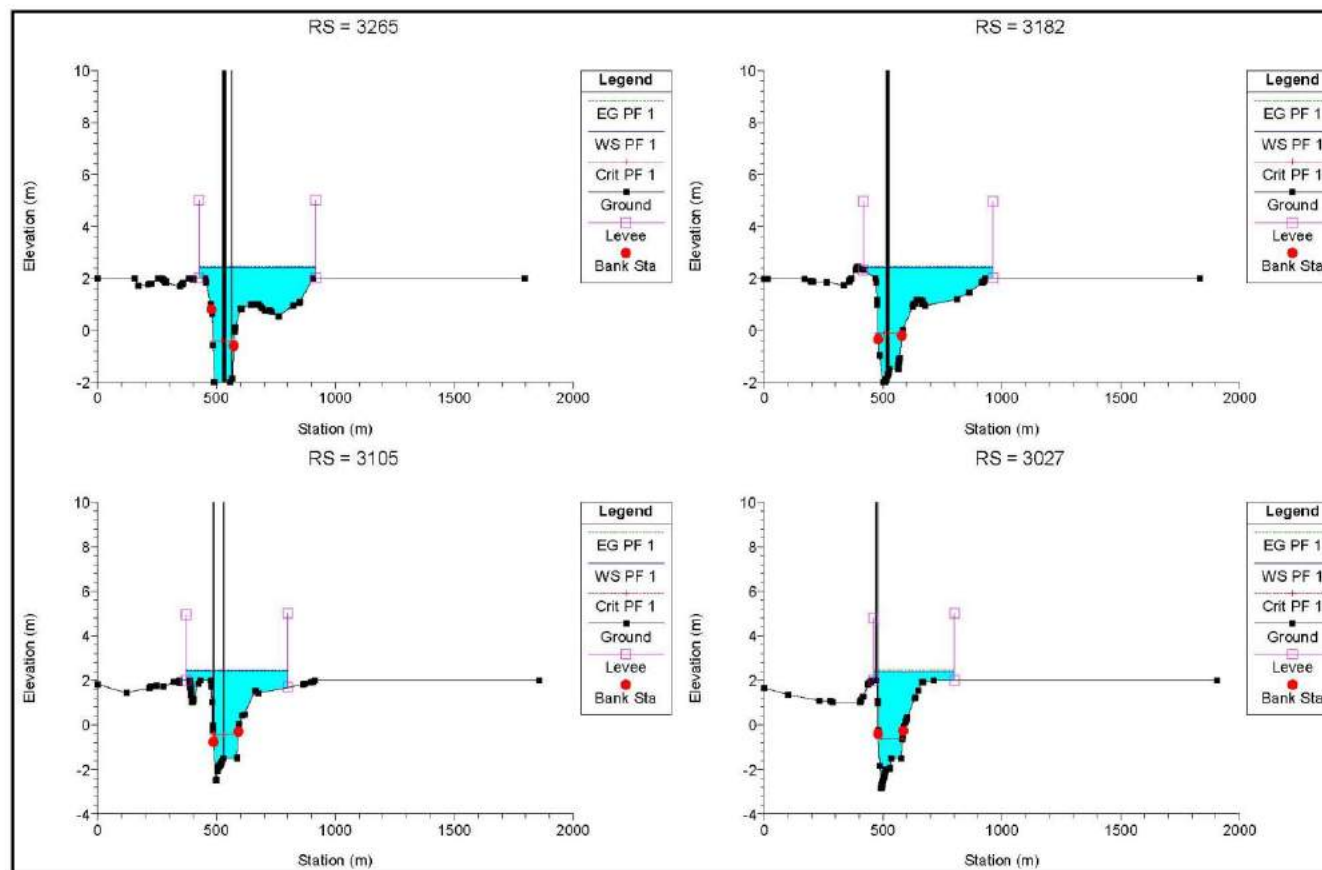 RS = 3265
10
8
6
4
2
0
-2
Elevation (m)
0
500
1000
1500
2000
Station (m)
Legend
EG PF 1
WS PF 1
Crit PF 1
Ground
Levee
Bank Sta
RS = 3182
10
8
6
4
2
0
-2
Elevation (m)
0
500
1000
1500
2000
Station (m)
Legend
EG PF 1
WS PF 1
Crit PF 1
Ground
Levee
Bank Sta
RS = 3105
10
8
6
4
2
0
-2
-4
Elevation (m)
0
500
1000
1500
2000
Station (m)
Legend
EG PF 1
WS PF 1
Crit PF 1
Ground
Levee
Bank Sta
RS = 3027
10
8
6
4
2
0
-2
-4
Elevation (m)
0
500
1000
1500
2000
Station (m)
Legend
EG PF 1
WS PF 1
Crit PF 1
Ground
Levee
Bank Sta